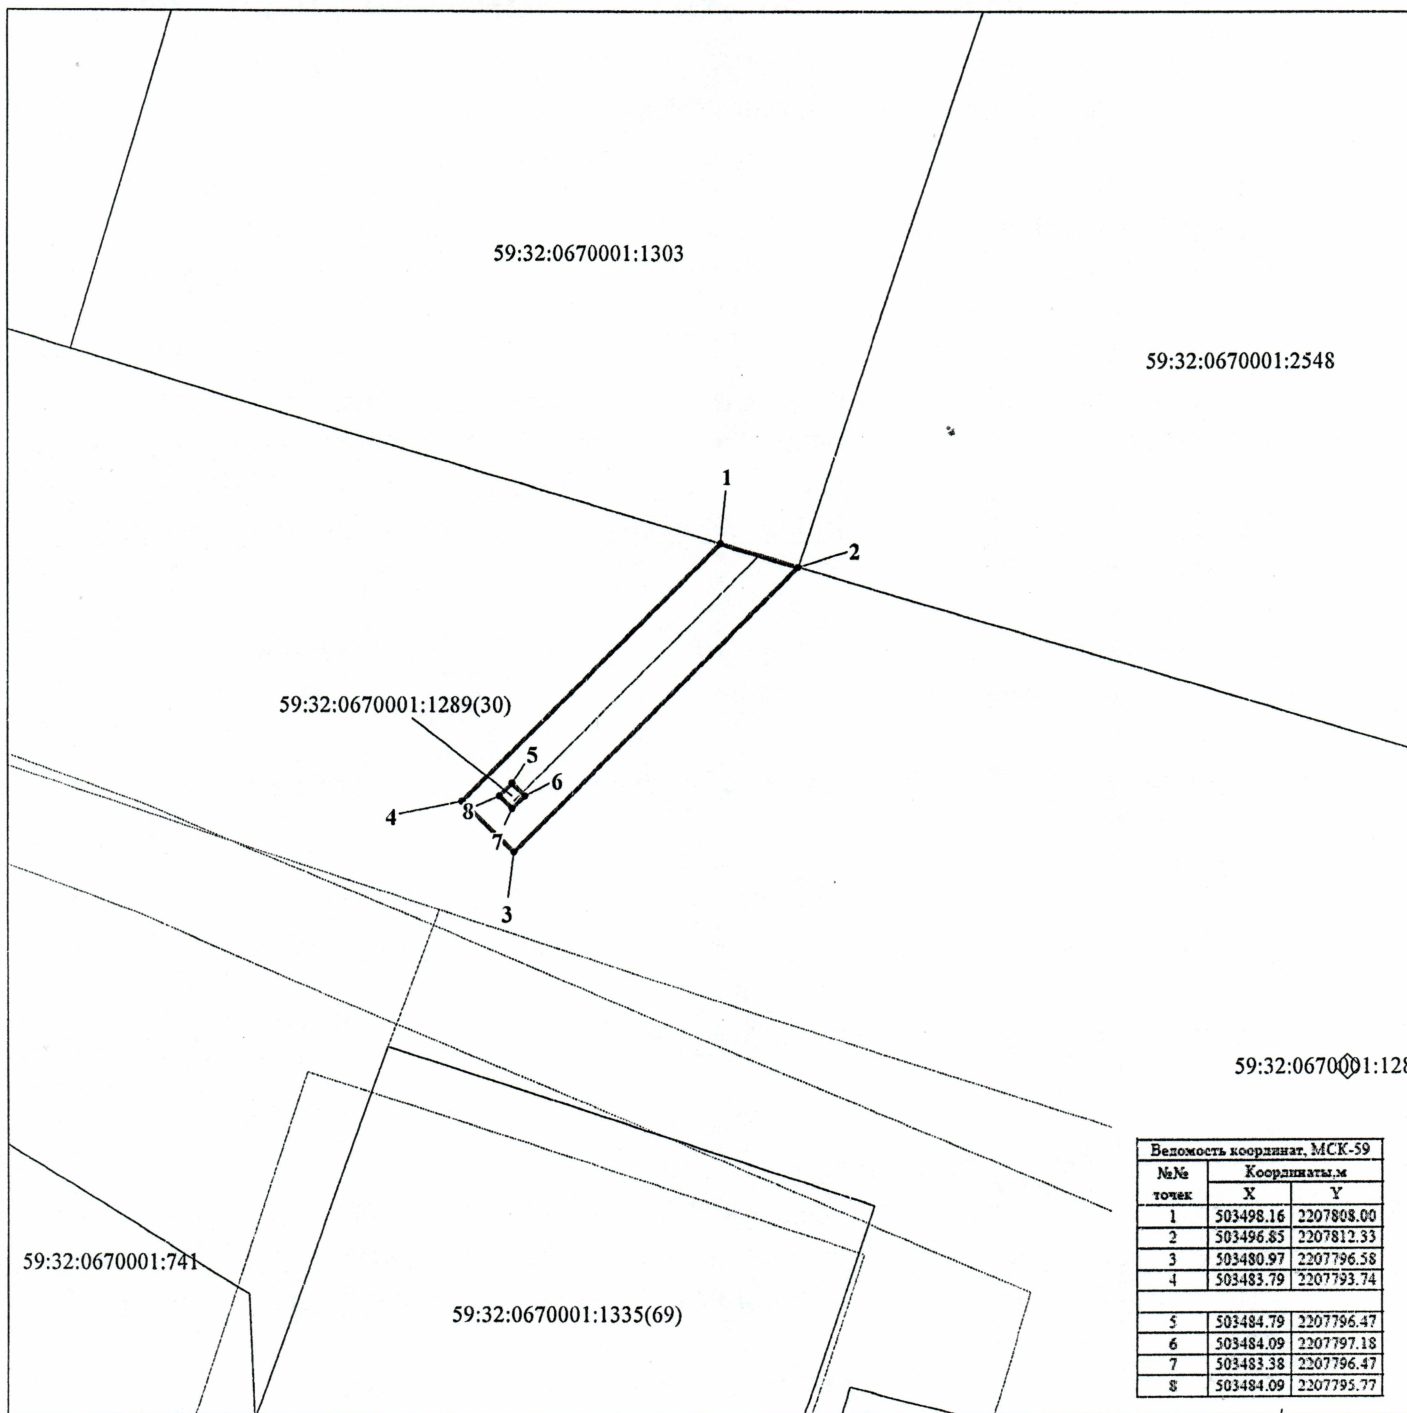 59:32:0670001:1303
59:32:0670001:2548
1
2
59:32:0670001:1289(30)
5
6
8
4
7
3
59:32:0670001:128
59:32:0670001:741
59:32:0670001:1335(69)
Ведомость координат, МСК-59
№№ точек Координаты,м
X Y
1 503498.16 2207808.00
2 503496.85 2207812.33
3 503480.97 2207796.58
4 503483.79 2207793.74
5 503484.79 2207796.47
6 503484.09 2207797.18
7 503483.38 2207796.47
8 503484.09 2207795.77